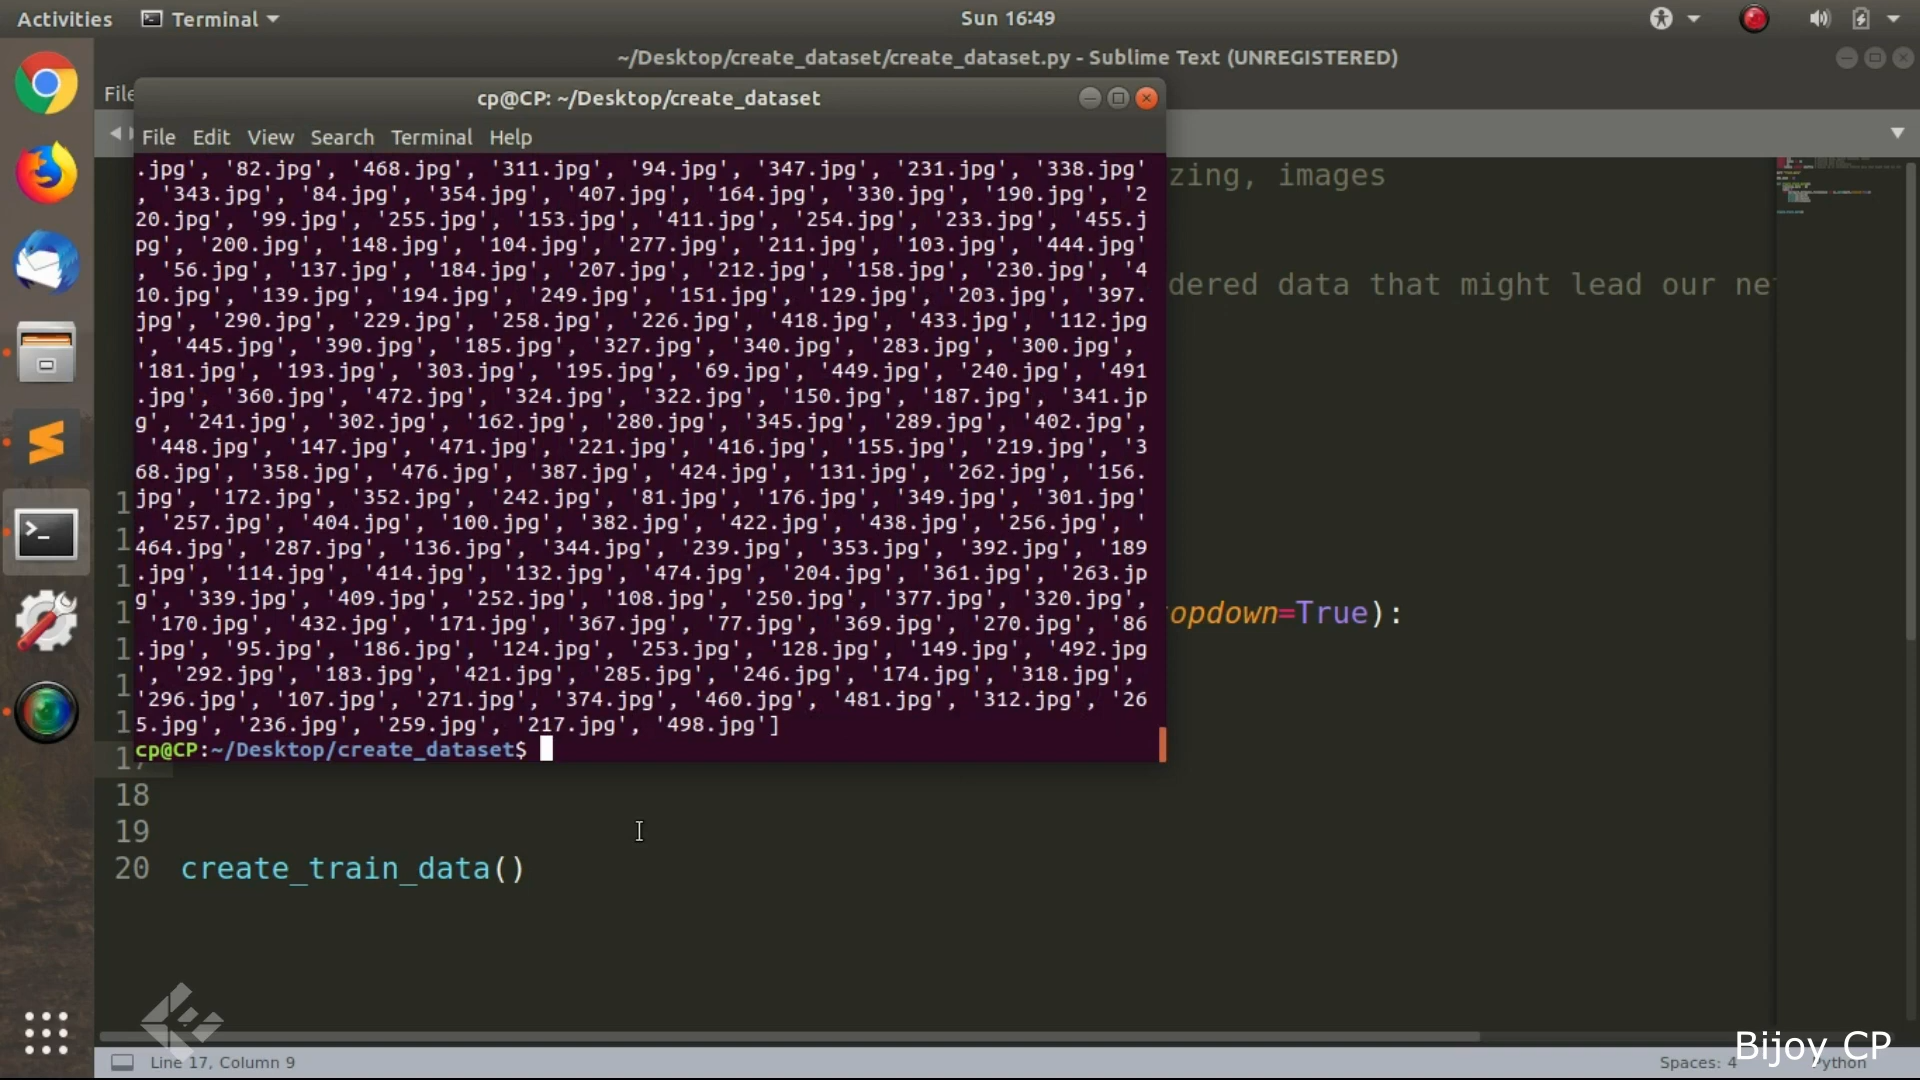 Activities Terminal Sun 16:49
~/Desktop/create_dataset/create_dataset.py - Sublime Text (UNREGISTERED)
File
cp@CP: ~/Desktop/create_dataset
File Edit View Search Terminal Help
.jpg', '82.jpg', '468.jpg', '311.jpg', '94.jpg', '347.jpg', '231.jpg', '338.jpg'
, '343.jpg', '84.jpg', '354.jpg', '407.jpg', '164.jpg', '330.jpg', '190.jpg', '2
20.jpg', '99.jpg', '255.jpg', '153.jpg', '411.jpg', '254.jpg', '233.jpg', '455.j
pg', '200.jpg', '148.jpg', '104.jpg', '277.jpg', '211.jpg', '103.jpg', '444.jpg'
, '56.jpg', '137.jpg', '184.jpg', '207.jpg', '212.jpg', '158.jpg', '230.jpg', '4
10.jpg', '139.jpg', '194.jpg', '249.jpg', '151.jpg', '129.jpg', '203.jpg', '397.
jpg', '290.jpg', '229.jpg', '258.jpg', '226.jpg', '418.jpg', '433.jpg', '112.jpg
', '445.jpg', '390.jpg', '185.jpg', '327.jpg', '340.jpg', '283.jpg', '300.jpg',
'181.jpg', '193.jpg', '303.jpg', '195.jpg', '69.jpg', '449.jpg', '240.jpg', '491
.jpg', '360.jpg', '472.jpg', '324.jpg', '322.jpg', '150.jpg', '187.jpg', '341.jp
g', '241.jpg', '302.jpg', '162.jpg', '280.jpg', '345.jpg', '289.jpg', '402.jpg',
'448.jpg', '147.jpg', '471.jpg', '221.jpg', '416.jpg', '155.jpg', '219.jpg', '3
68.jpg', '358.jpg', '476.jpg', '387.jpg', '424.jpg', '131.jpg', '262.jpg', '156.
jpg', '172.jpg', '352.jpg', '242.jpg', '81.jpg', '176.jpg', '349.jpg', '301.jpg'
, '257.jpg', '404.jpg', '100.jpg', '382.jpg', '422.jpg', '438.jpg', '256.jpg', '
464.jpg', '287.jpg', '136.jpg', '344.jpg', '239.jpg', '353.jpg', '392.jpg', '189
.jpg', '114.jpg', '414.jpg', '132.jpg', '474.jpg', '204.jpg', '361.jpg', '263.jp
g', '339.jpg', '409.jpg', '252.jpg', '108.jpg', '250.jpg', '377.jpg', '320.jpg',
'170.jpg', '432.jpg', '171.jpg', '367.jpg', '77.jpg', '369.jpg', '270.jpg', '86
.jpg', '95.jpg', '186.jpg', '124.jpg', '253.jpg', '128.jpg', '149.jpg', '492.jpg
', '292.jpg', '183.jpg', '421.jpg', '285.jpg', '246.jpg', '174.jpg', '318.jpg',
'296.jpg', '107.jpg', '271.jpg', '374.jpg', '460.jpg', '481.jpg', '312.jpg', '26
5.jpg', '236.jpg', '259.jpg', '217.jpg', '498.jpg']
cp@CP:~/Desktop/create_dataset$
zing, images
dered data that might lead our ne
opdown=True):
17
18
19
20 create_train_data()
Line 17, Column 9 Spaces: 4 Python
Bijoy CP